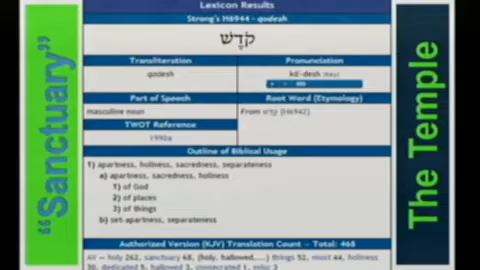 "Sanctuary"
Lexicon Results
Strong's H6944 - qodesh
קֹדֶשׁ
Transliteration
Pronunciation
qodesh
kō'·desh (Key)
Part of Speech
Root Word (Etymology)
masculine noun
From קָדַשׁ (H6942)
TWOT Reference
1990a
Outline of Biblical Usage
1) apartness, holiness, sacredness, separateness
a) apartness, sacredness, holiness
1) of God
2) of places
3) of things
b) set-apartness, separateness
Authorized Version (KJV) Translation Count — Total: 468
AV — holy 262, sanctuary 68, (holy, hallowed,....) things 52, most 44, holiness
30, dedicated 5, hallowed 3, consecrated 1, misc 2
The Temple